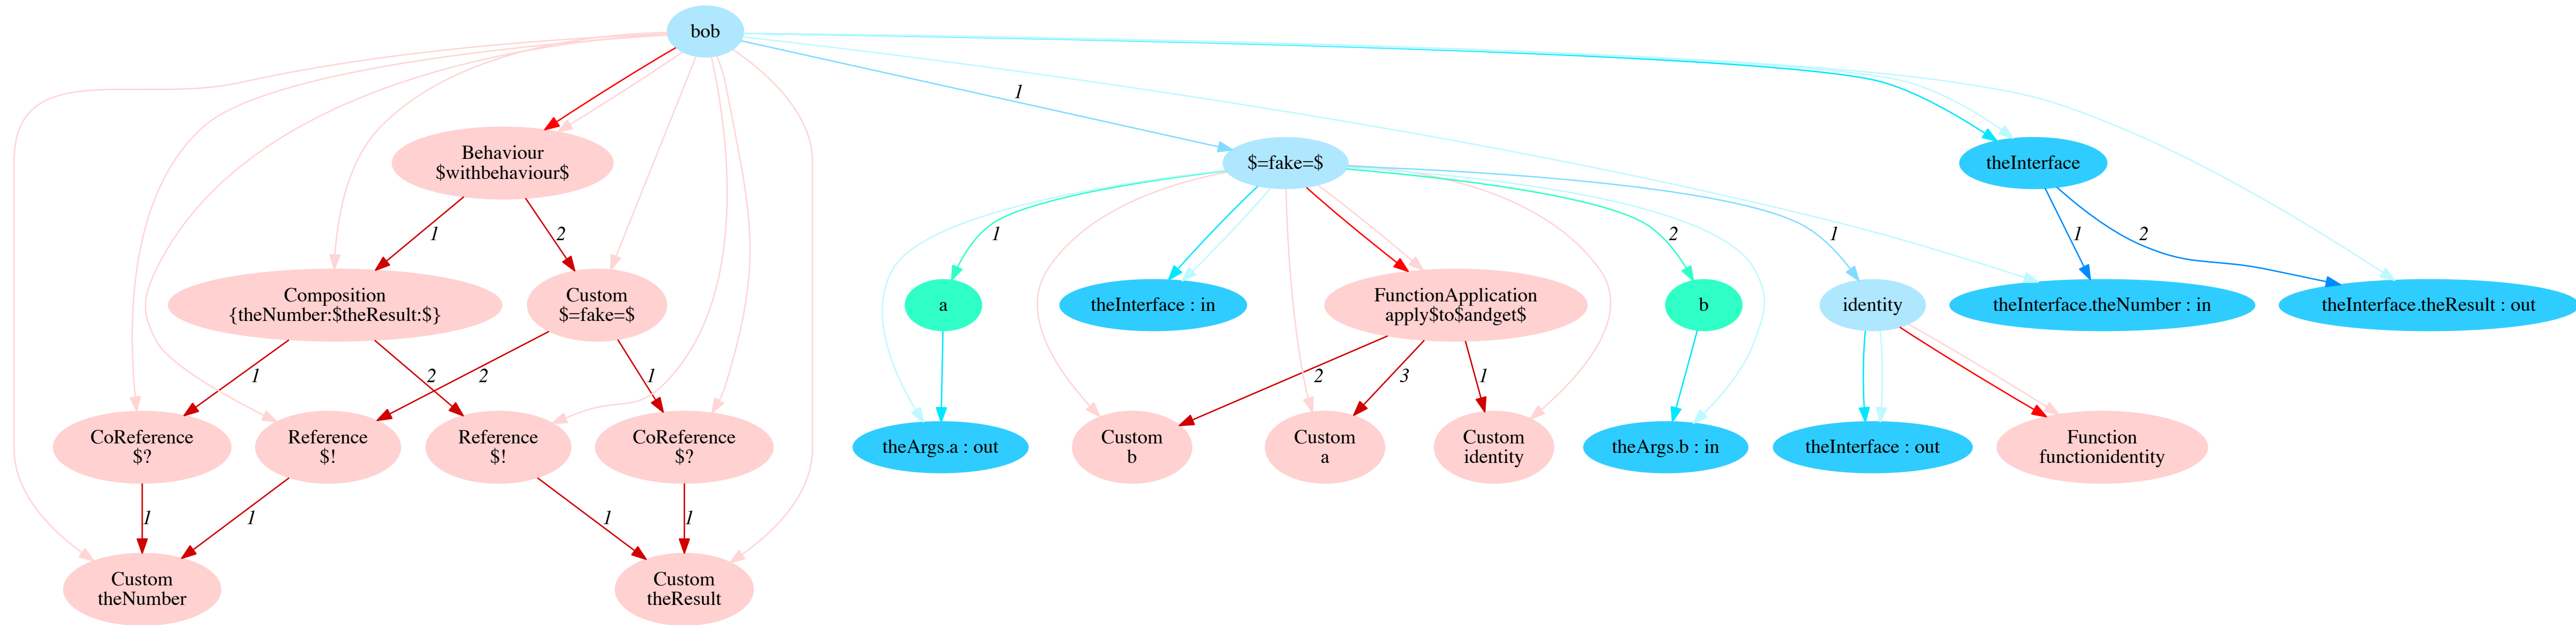 bob
1
Behaviour
$withbehaviour$
$=fake=$
theInterface
1
2
1
2
1
1
2
Composition
{theNumber:$theResult:$}
Custom
$=fake=$
a
theInterface : in
FunctionApplication
apply$to$andget$
b
identity
theInterface.theNumber : in
theInterface.theResult : out
1
2
2
1
2
3
1
CoReference
$?
Reference
$!
Reference
$!
CoReference
$?
theArgs.a : out
Custom
b
Custom
a
Custom
identity
theArgs.b : in
theInterface : out
Function
functionidentity
1
1
1
1
Custom
theNumber
Custom
theResult